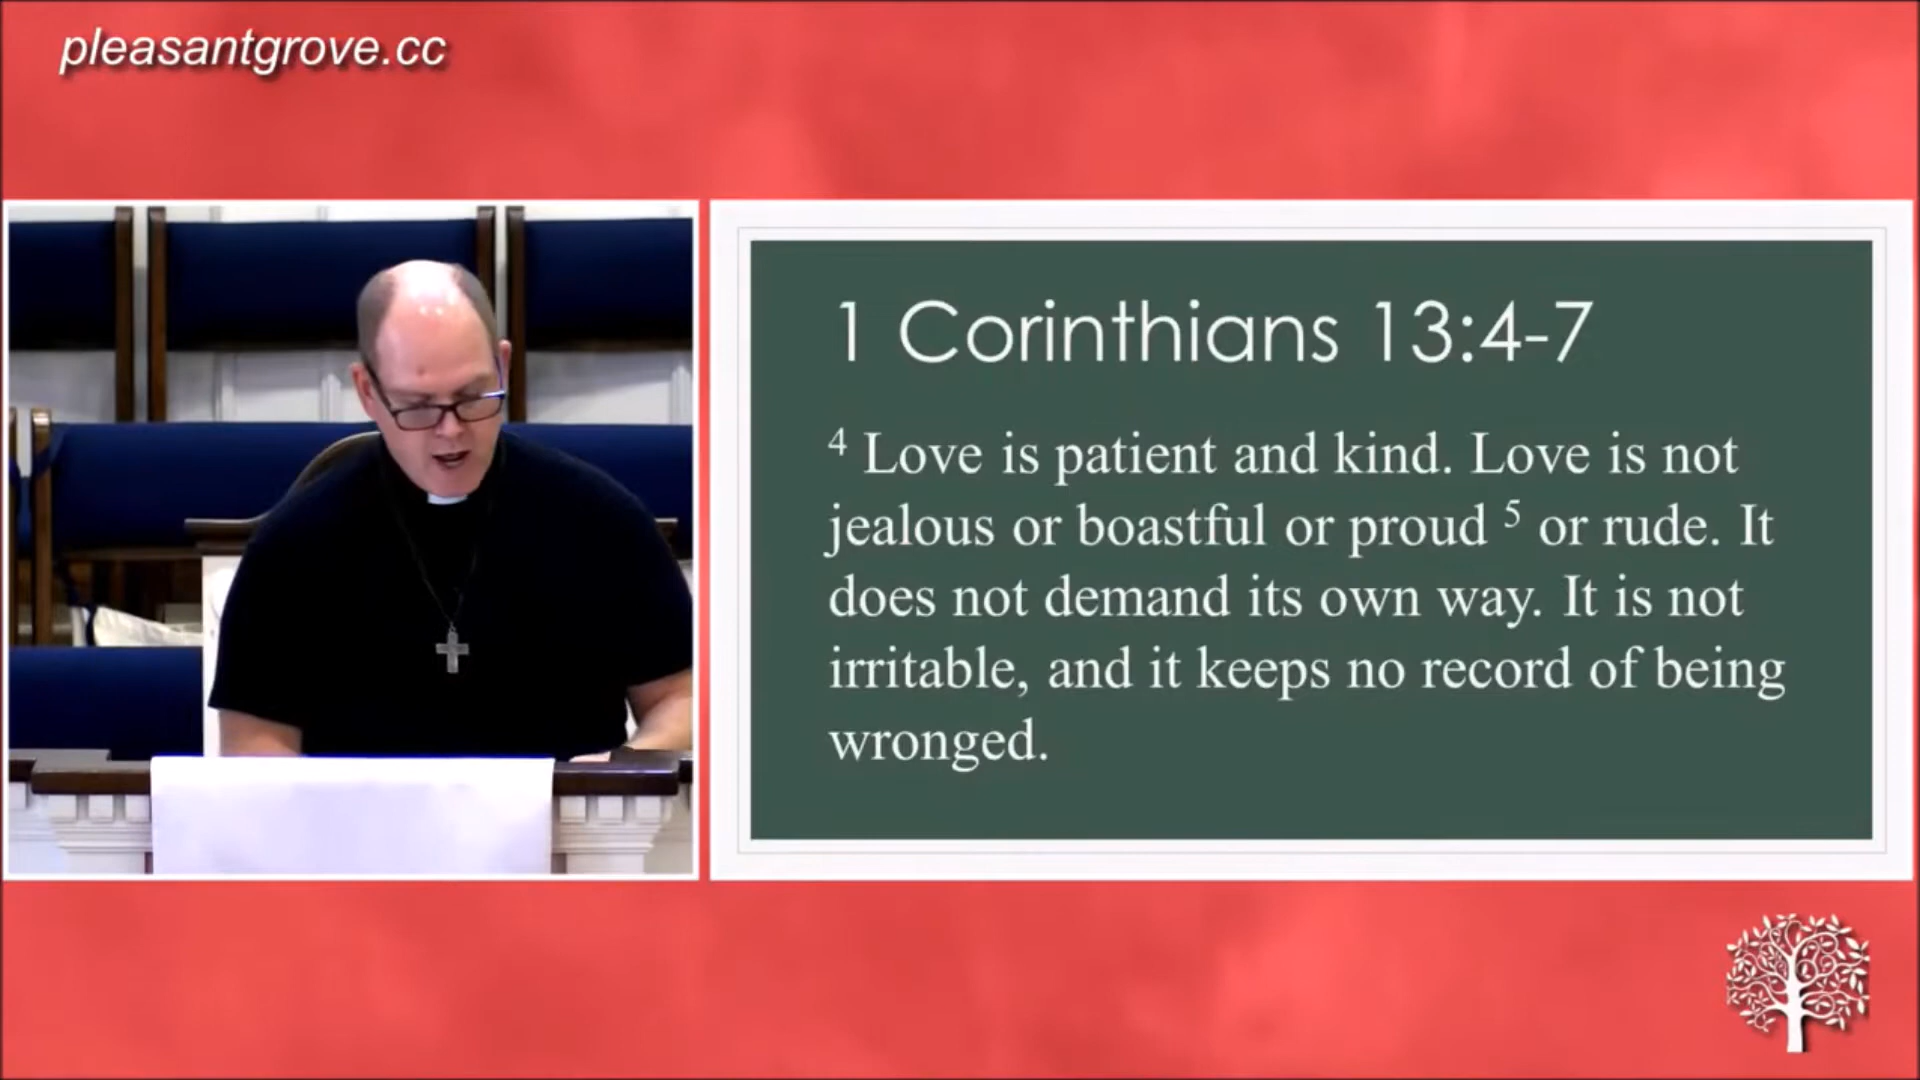 pleasantgrove.cc
1 Corinthians 13:4-7
4 Love is patient and kind. Love is not
jealous or boastful or proud 5 or rude. It
does not demand its own way. It is not
irritable, and it keeps no record of being
wronged.